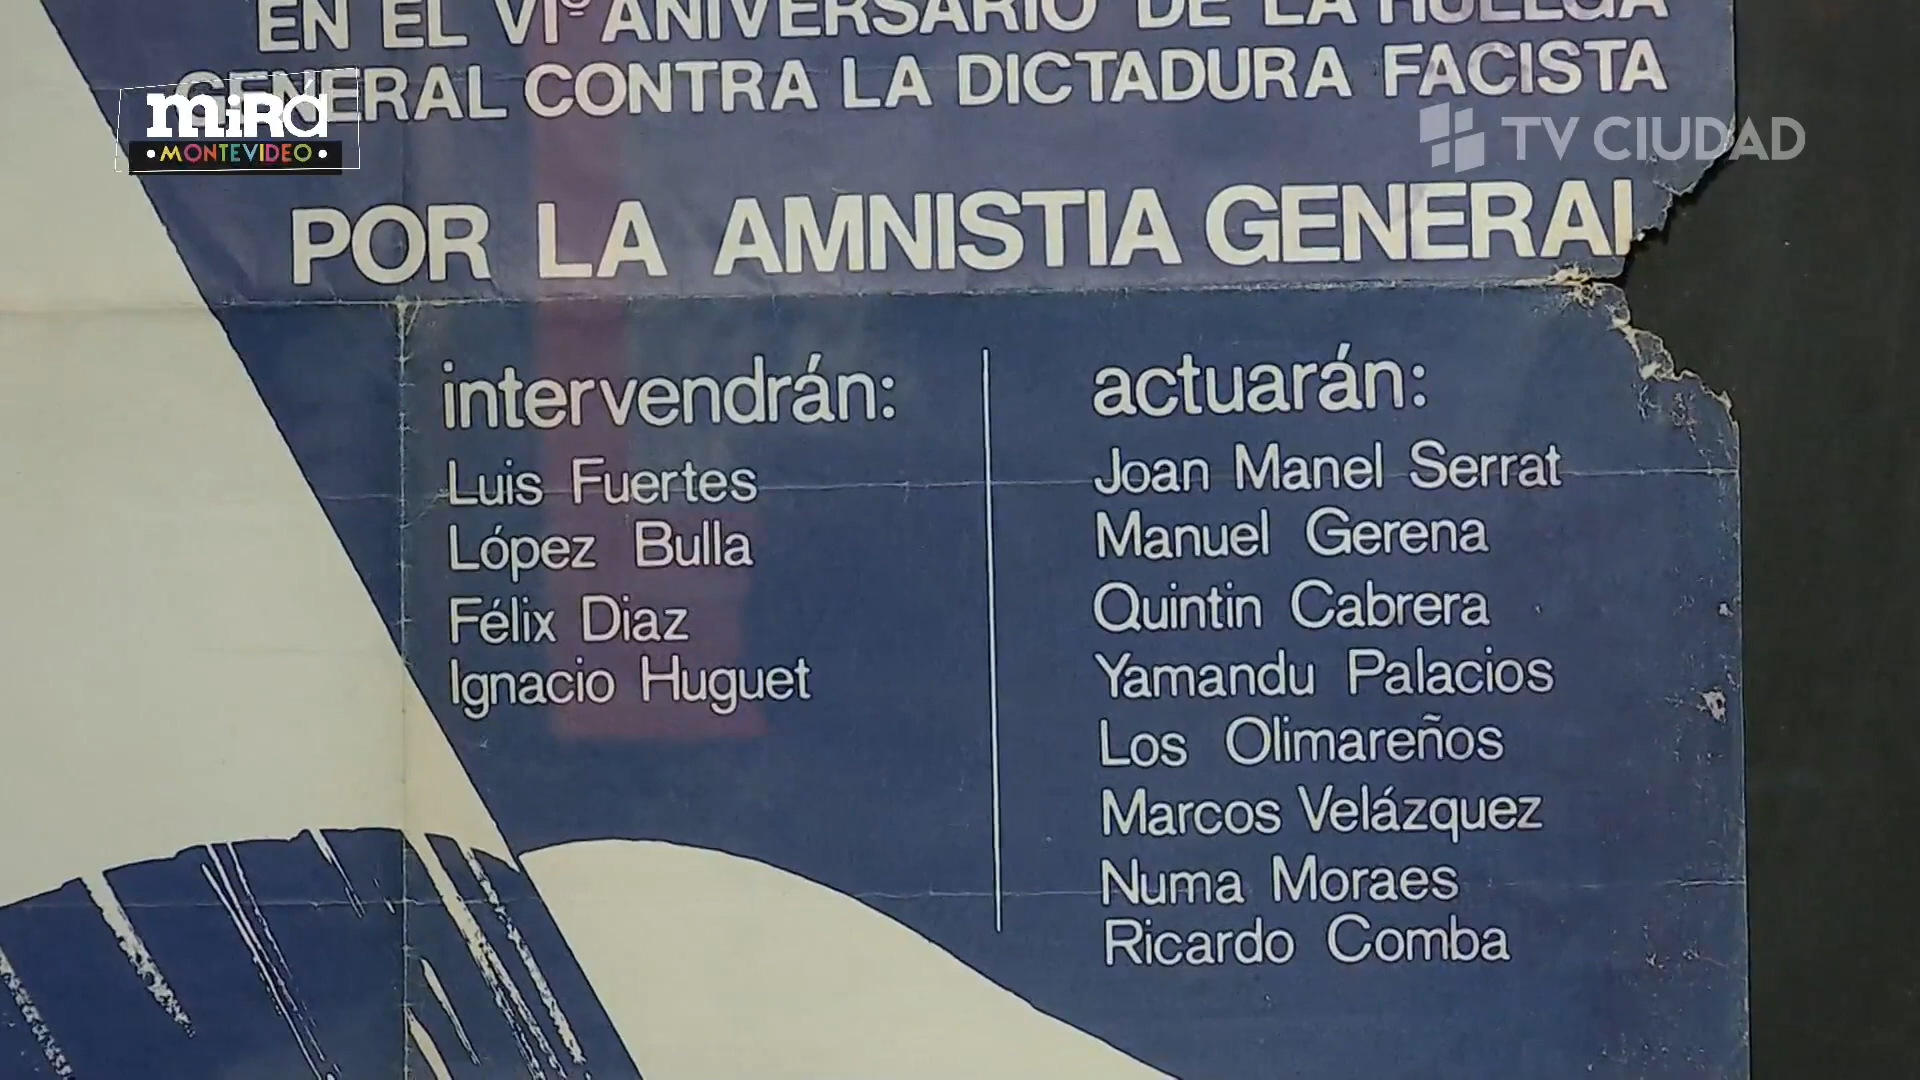 EN EL VIº ANIVERSARIO DE LA HUELGA
GENERAL CONTRA LA DICTADURA FACISTA
mirá
• MONTEVIDEO •
TV CIUDAD
POR LA AMNISTIA GENERAL
intervendrán:
Luis Fuertes
López Bulla
Félix Diaz
Ignacio Huguet
actuarán:
Joan Manel Serrat
Manuel Gerena
Quintin Cabrera
Yamandu Palacios
Los Olimareños
Marcos Velázquez
Numa Moraes
Ricardo Comba